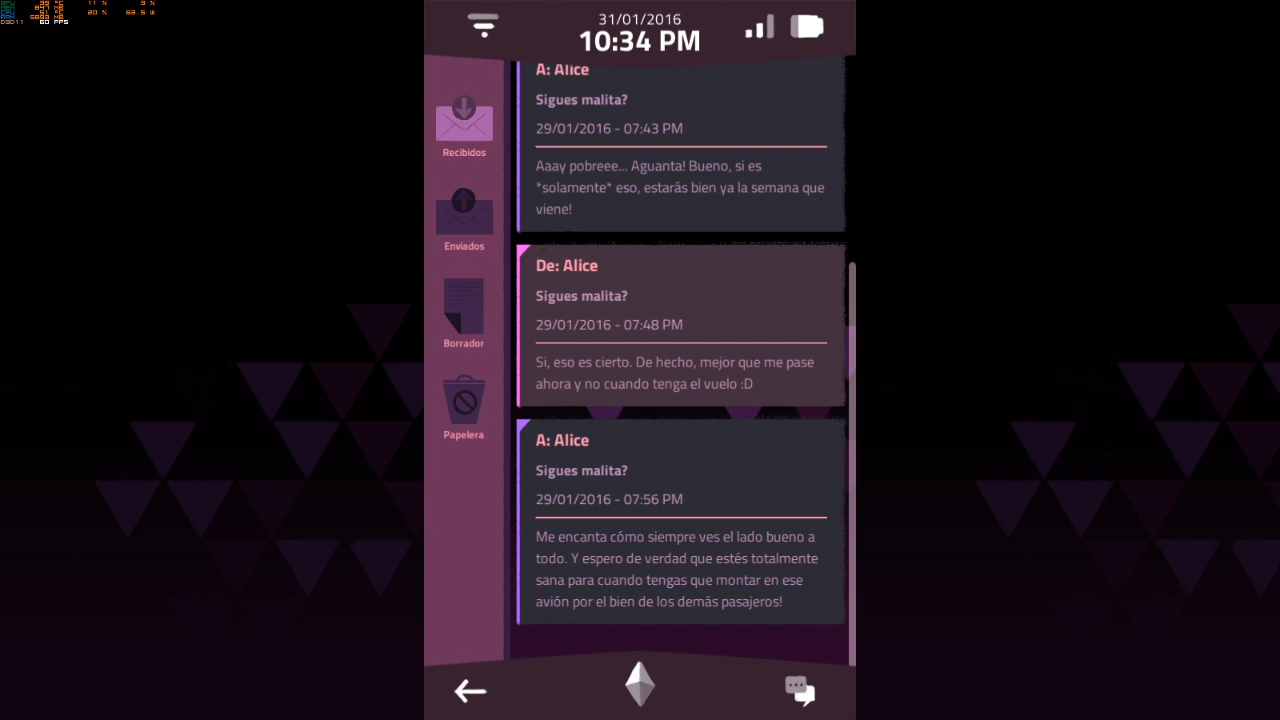 31/01/2016
10:34 PM
A: Alice
Sigues malita?
29/01/2016 - 07:43 PM
Aaay pobreee... Aguanta! Bueno, si es
*solamente* eso, estarás bien ya la semana que
viene!
Recibidos
Enviados
Borrador
Papelera
De: Alice
Sigues malita?
29/01/2016 - 07:48 PM
Si, eso es cierto. De hecho, mejor que me pase
ahora y no cuando tenga el vuelo :D
A: Alice
Sigues malita?
29/01/2016 - 07:56 PM
Me encanta cómo siempre ves el lado bueno a
todo. Y espero de verdad que estés totalmente
sana para cuando tengas que montar en ese
avión por el bien de los demás pasajeros!